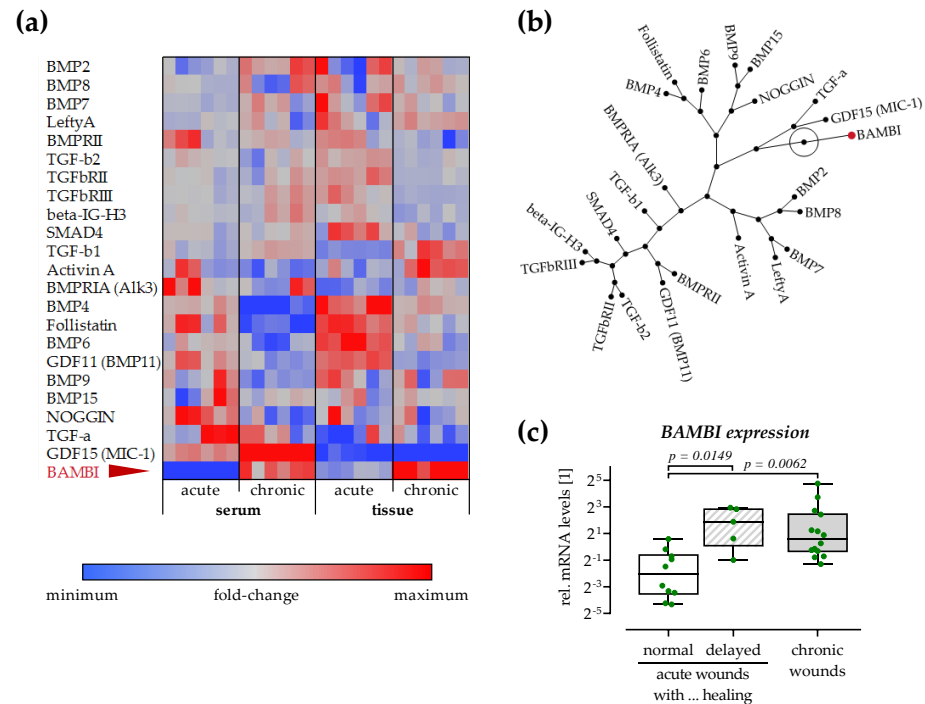 (a)
BMP2
BMP8
BMP7
LeftyA
BMPRII
TGF-b2
TGFbRII
TGFbRIII
beta-IG-H3
SMAD4
TGF-b1
Activin A
BMPRIA (Alk3)
BMP4
Follistatin
BMP6
GDF11 (BMP11)
BMP9
BMP15
NOGGIN
TGF-a
GDF15 (MIC-1)
BAMBI
acute chronic acute chronic
serum tissue
minimum fold-change maximum
(b)
Follistatin
BMP4
BMP6
BMP9
BMP15
NOGGIN
TGF-a
GDF15 (MIC-1)
BAMBI
BMPRIA (Alk3)
TGF-b1
SMAD4
beta-IG-H3
TGFbRIII
TGFbRII
TGF-b2
GDF11 (BMP11)
BMPRII
Activin A
LeftyA
BMP7
BMP8
BMP2
(c)
BAMBI expression
p = 0.0149
p = 0.0062
rel. mRNA levels [1]
2^5
2^3
2^1
2^-1
2^-3
2^-5
normal delayed chronic
acute wounds wounds
with ... healing